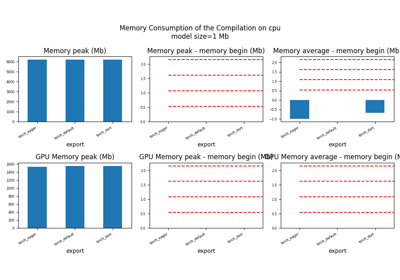 Memory Consumption of the Compilation on cpu
model size=1 Mb
Memory peak (Mb)
6000
5000
4000
3000
2000
1000
0
torch_eager
torch_default
torch_dort
export
Memory peak - memory begin (Mb)
2.0
1.5
1.0
0.5
0.0
torch_eager
torch_default
torch_dort
export
Memory average - memory begin (Mb)
2.0
1.5
1.0
0.5
0.0
-0.5
-1.0
torch_eager
torch_default
torch_dort
export
GPU Memory peak (Mb)
1600
1400
1200
1000
800
600
400
200
0
torch_eager
torch_default
torch_dort
export
GPU Memory peak - memory begin (Mb)
2.0
1.5
1.0
0.5
0.0
torch_eager
torch_default
torch_dort
export
GPU Memory average - memory begin (M
2.0
1.5
1.0
0.5
0.0
torch_eager
torch_default
torch_dort
export